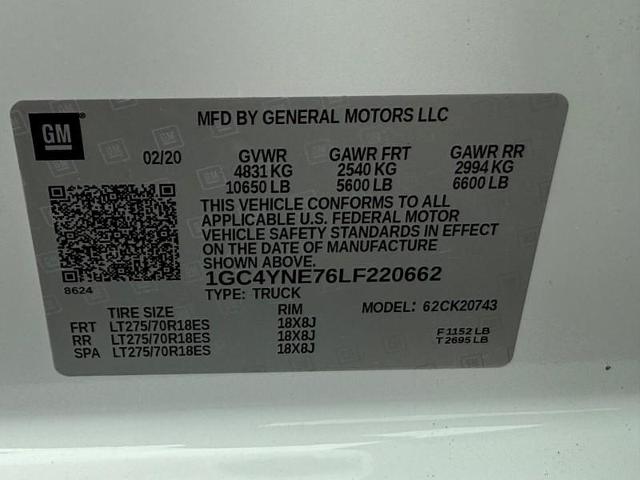 GM
MFD BY GENERAL MOTORS LLC
02/20 GVWR GAWR FRT GAWR RR
4831 KG 2540 KG 2994 KG
10650 LB 5600 LB 6600 LB
THIS VEHICLE CONFORMS TO ALL
APPLICABLE U.S. FEDERAL MOTOR
VEHICLE SAFETY STANDARDS IN EFFECT
ON THE DATE OF MANUFACTURE
SHOWN ABOVE.
8624
1GC4YNE76LF220662
TYPE: TRUCK
MODEL: 62CK20743
TIRE SIZE RIM
FRT LT275/70R18ES 18X8J
RR LT275/70R18ES 18X8J
SPA LT275/70R18ES 18X8J
F 1152 LB
T 2695 LB